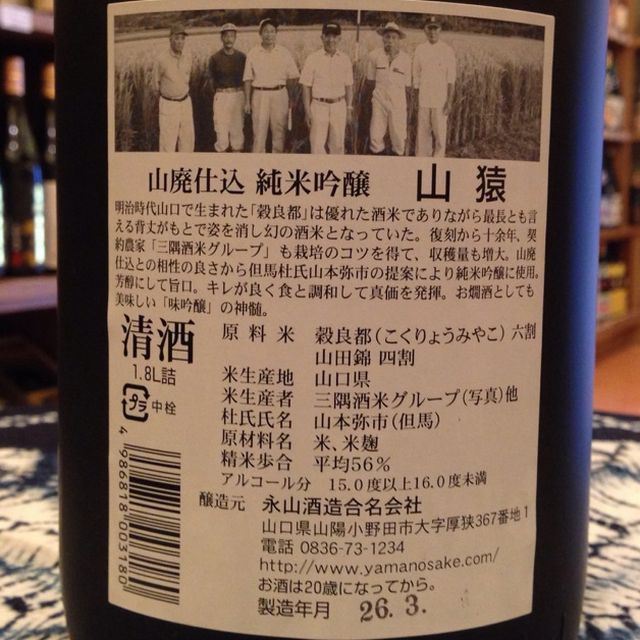 山廃仕込 純米吟醸 山猿
明治時代山口で生まれた「穀良都」は優れた酒米でありながら最長とも言
える背丈がもとで姿を消し幻の酒米となっていた。復刻から十余年、契
約農家「三隅酒米グループ」も栽培のコツを得て、収穫量も増大。山廃
仕込との相性の良さから但馬杜氏山本弥市の提案により純米吟醸に使用。
芳醇にして旨口。キレが良く食と調和して真価を発揮。お燗酒としても
美味しい「味吟醸」の神髄。
清酒
1.8L詰
プラ 中栓
原料米 穀良都(こくりょうみやこ) 六割
山田錦 四割
米生産地 山口県
米生産者 三隅酒米グループ(写真)他
杜氏氏名 山本弥市(但馬)
原材料名 米、米麹
精米歩合 平均56%
アルコール分 15.0度以上16.0度未満
醸造元 永山酒造合名会社
山口県山陽小野田市大字厚狭367番地1
電話 0836-73-1234
http://www.yamanosake.com/
お酒は20歳になってから。
製造年月 26.3.
4 986818 003180